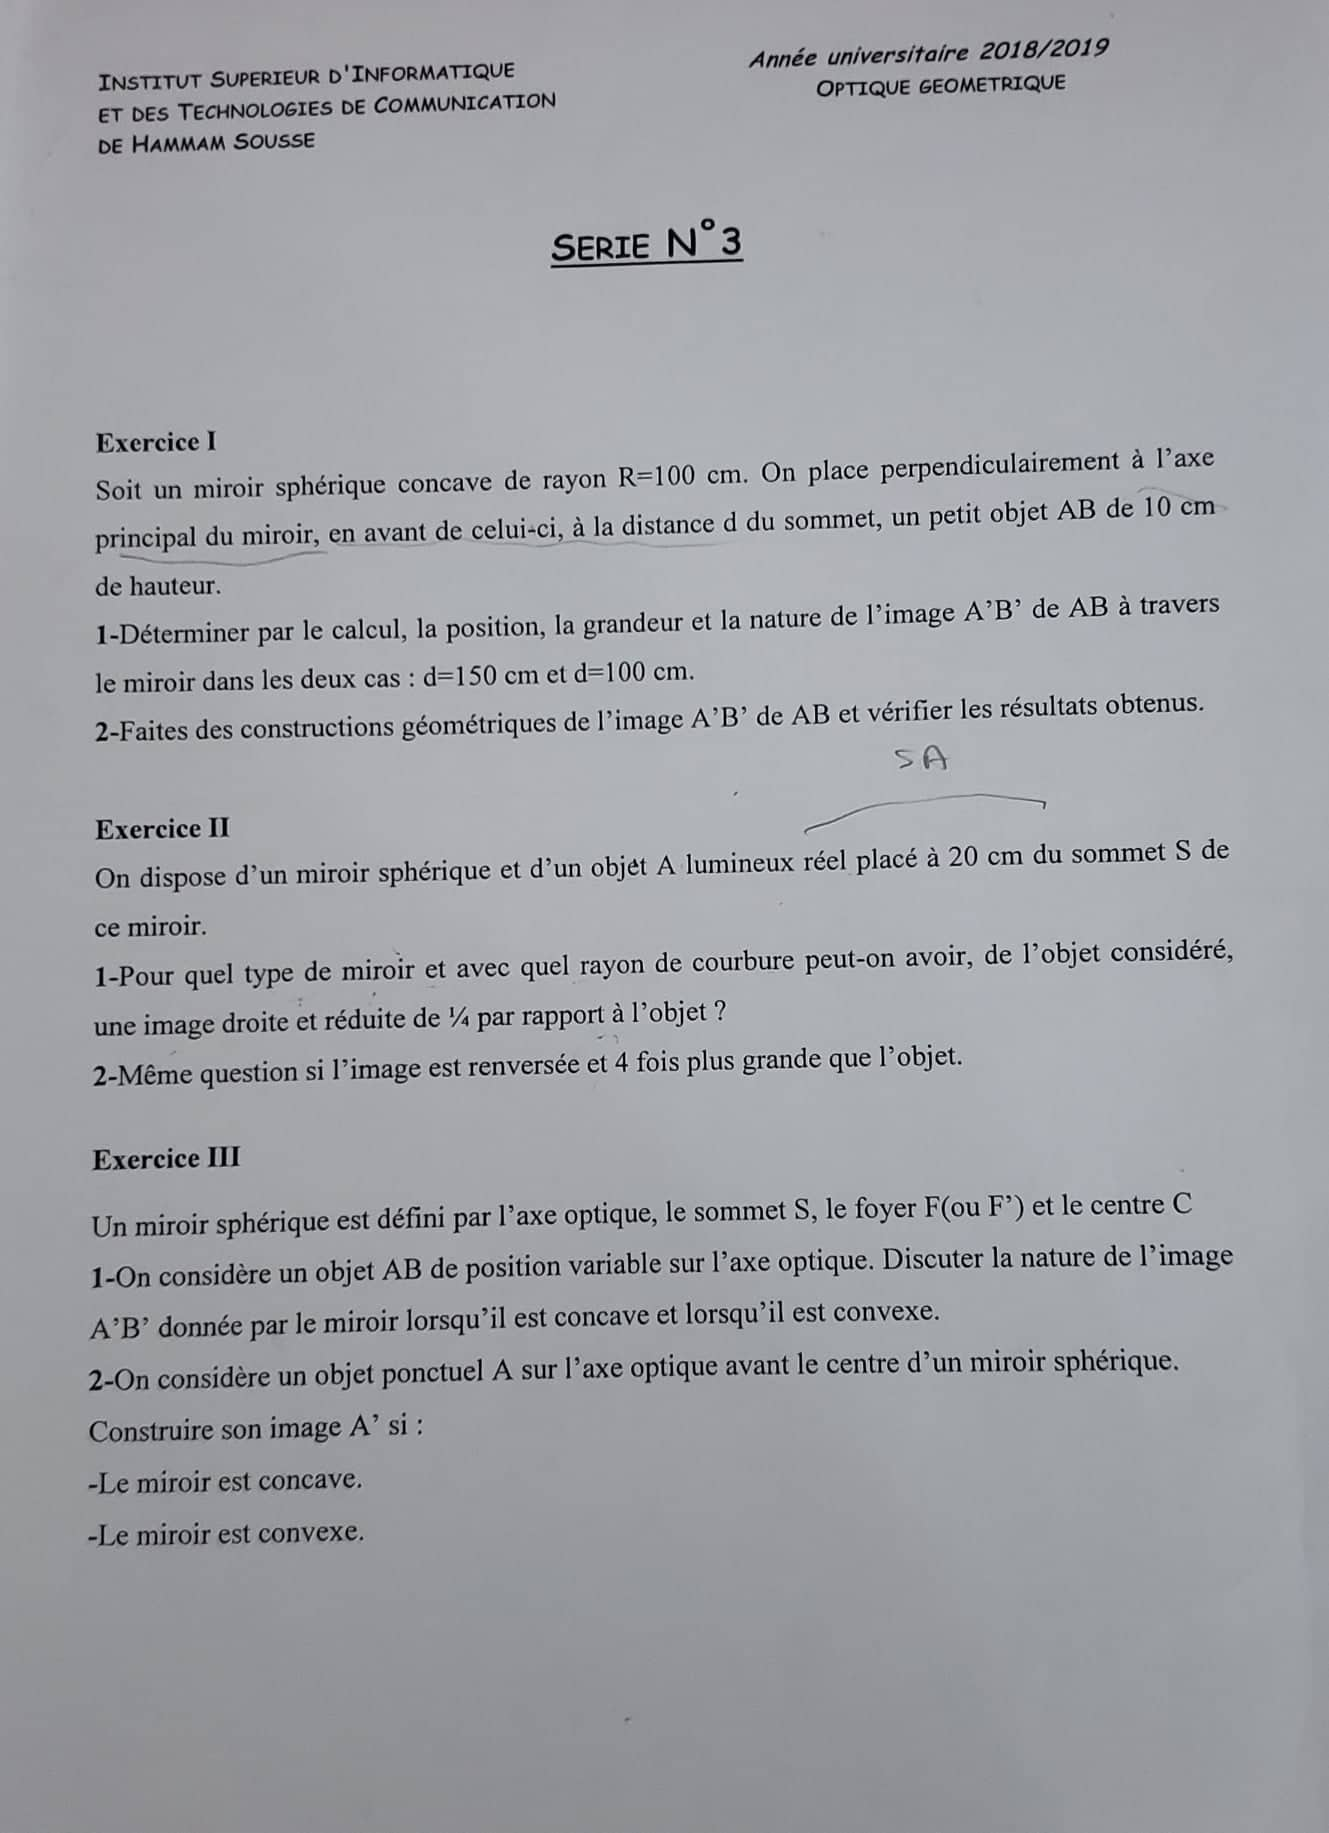 INSTITUT SUPERIEUR D'INFORMATIQUE
ET DES TECHNOLOGIES DE COMMUNICATION
DE HAMMAM SOUSSE
Année universitaire 2018/2019
OPTIQUE GEOMETRIQUE
SERIE N°3
Exercice I
Soit un miroir sphérique concave de rayon R=100 cm. On place perpendiculairement à l'axe
principal du miroir, en avant de celui-ci, à la distance d du sommet, un petit objet AB de 10 cm
de hauteur.
1-Déterminer par le calcul, la position, la grandeur et la nature de l'image A'B' de AB à travers
le miroir dans les deux cas : d=150 cm et d=100 cm.
2-Faites des constructions géométriques de l'image A'B' de AB et vérifier les résultats obtenus.
SA
Exercice II
On dispose d'un miroir sphérique et d'un objet A lumineux réel placé à 20 cm du sommet S de
ce miroir.
1-Pour quel type de miroir et avec quel rayon de courbure peut-on avoir, de l'objet considéré,
une image droite et réduite de ¼ par rapport à l'objet ?
2-Même question si l'image est renversée et 4 fois plus grande que l'objet.
Exercice III
Un miroir sphérique est défini par l'axe optique, le sommet S, le foyer F(ou F') et le centre C
1-On considère un objet AB de position variable sur l'axe optique. Discuter la nature de l'image
A'B' donnée par le miroir lorsqu'il est concave et lorsqu'il est convexe.
2-On considère un objet ponctuel A sur l'axe optique avant le centre d'un miroir sphérique.
Construire son image A' si :
-Le miroir est concave.
-Le miroir est convexe.